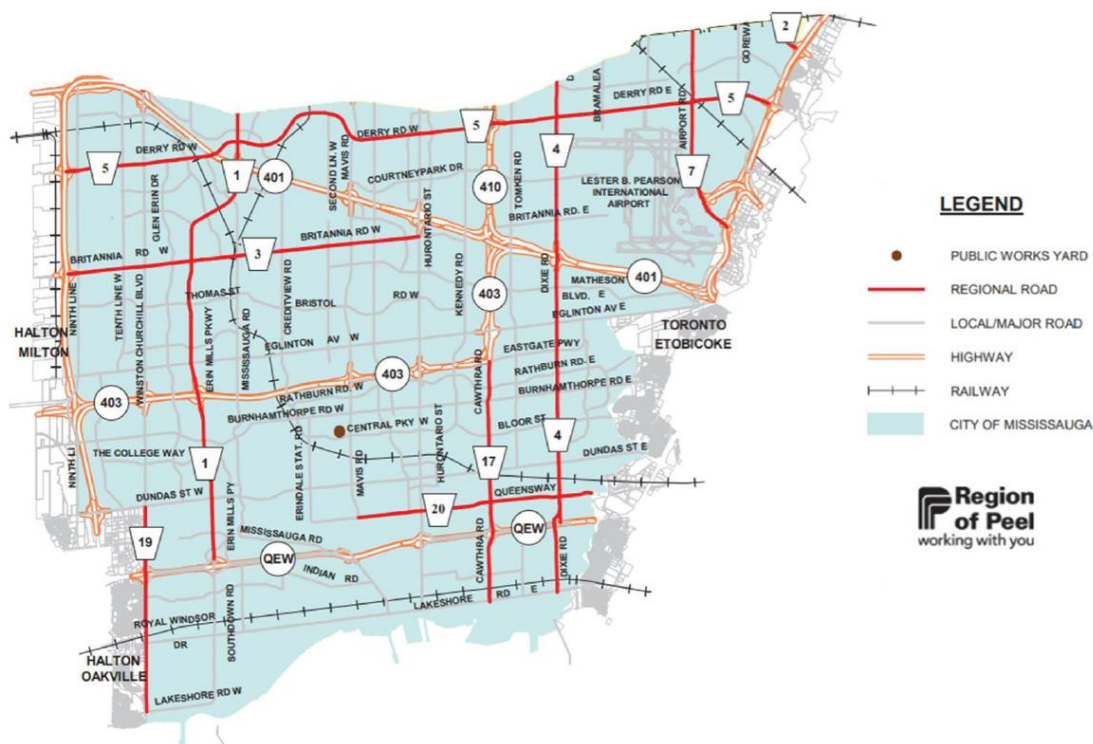 2
GOREWA
BRAMALEA
DERRY RD E
5
AIRPORT RD
5
DERRY RD W
DERRY RD W
5
MAVIS RD
SECOND LN. W
1
401
COURTNEYPARK DR
410
TOMKEN RD
4
7
LESTER B. PEARSON
INTERNATIONAL
AIRPORT
GLEN ERIN DR
HURONTARIO ST
BRITANNIA RD. E
BRITANNIA RD W
3
BRITANNIA RD W
DIXIE RD
401
NINTH LINE
TENTH LINE W
WINSTON CHURCHILL BLVD
THOMAS ST
ERIN MILLS PKWY
MISSISSAUGA RD
CREDITVIEW RD
BRISTOL RD W
KENNEDY RD
403
MATHESON
BLVD. E
EGLINTON AV E
HALTON
MILTON
TORONTO
ETOBICOKE
EGLINTON AV W
EASTGATE PWY
RATHBURN RD. E
403
403
RATHBURN RD. W
CAWTHRA RD
BURNHAMTHORPE RD E
BURNHAMTHORPE RD W
CENTRAL PKY W
HURONTARIO ST
BLOOR ST
4
THE COLLEGE WAY
1
ERINDALE STAT. RD
MAVIS RD
17
DUNDAS ST E
NINTH LI
DUNDAS ST W
QUEENSWAY
20
19
ERIN MILLS PY
MISSISSAUGA RD
QEW
QEW
CAWTHRA RD
DIXIE RD
INDIAN RD
SOUTHDOWN RD
LAKESHORE RD E
ROYAL WINDSOR
DR
HALTON
OAKVILLE
LAKESHORE RD W
LEGEND
PUBLIC WORKS YARD
REGIONAL ROAD
LOCAL/MAJOR ROAD
HIGHWAY
RAILWAY
CITY OF MISSISSAUGA
Region
of Peel
working with you